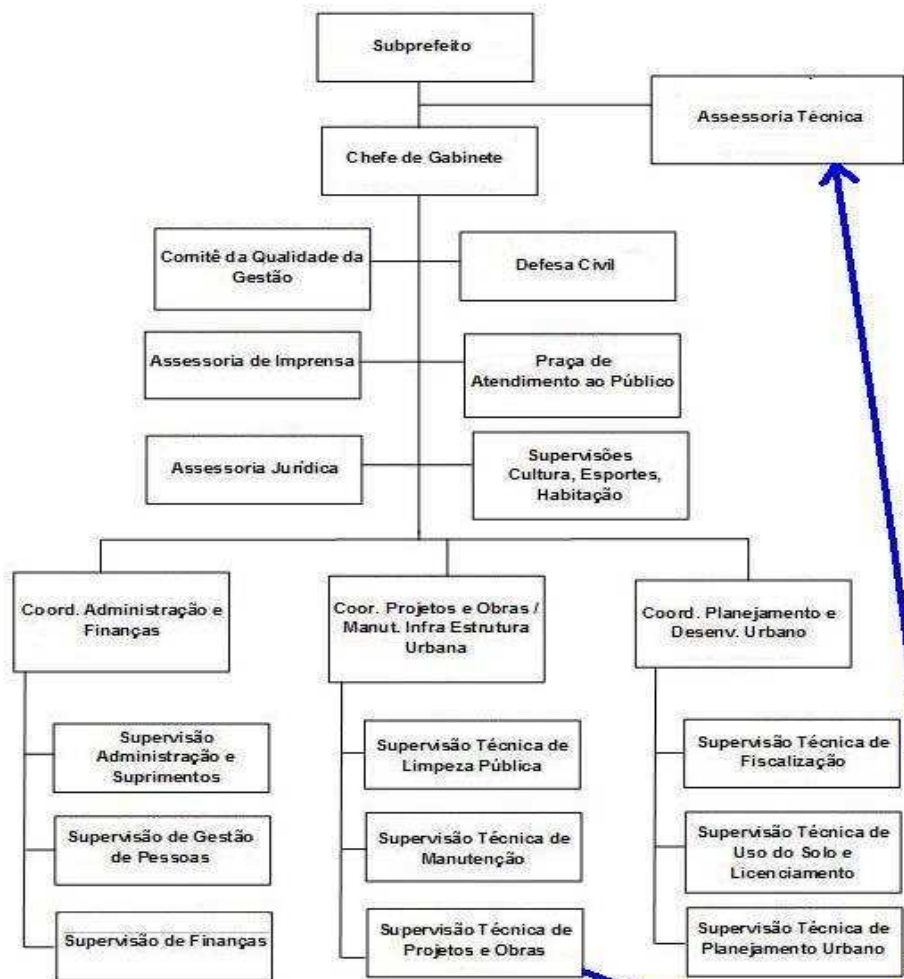 Subprefeito
Assessoria Técnica
Chefe de Gabinete
Comitê da Qualidade da
Gestão
Defesa Civil
Assessoria de Imprensa
Praça de
Atendimento ao Público
Assessoria Jurídica
Supervisões
Cultura, Esportes,
Habitação
Coord. Administração e
Finanças
Coor. Projetos e Obras /
Manut. Infra Estrutura
Urbana
Coord. Planejamento e
Desenv. Urbano
Supervisão
Administração e
Suprimentos
Supervisão Técnica de
Limpeza Pública
Supervisão Técnica de
Fiscalização
Supervisão de Gestão
de Pessoas
Supervisão Técnica de
Manutenção
Supervisão Técnica de
Uso do Solo e
Licenciamento
Supervisão de Finanças
Supervisão Técnica de
Projetos e Obras
Supervisão Técnica de
Planejamento Urbano